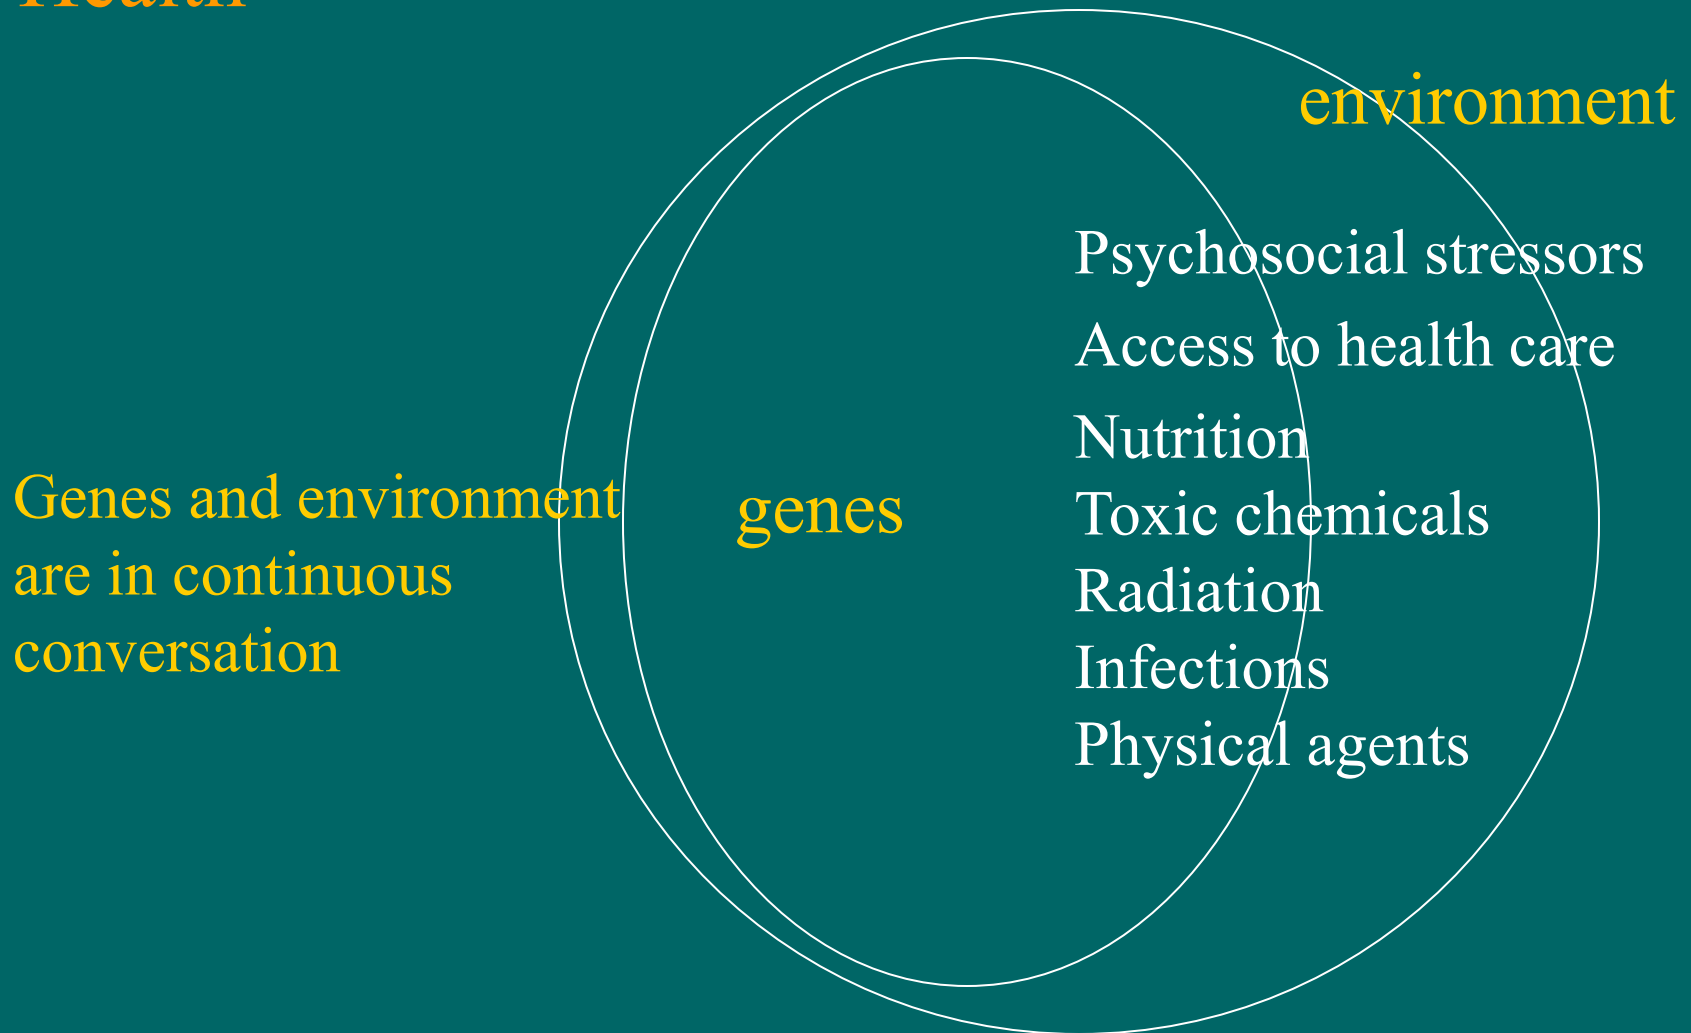 Health
environment
Psychosocial stressors
Access to health care
Nutrition
Genes and environment
are in continuous
conversation
genes
Toxic chemicals
Radiation
Infections
Physical agents